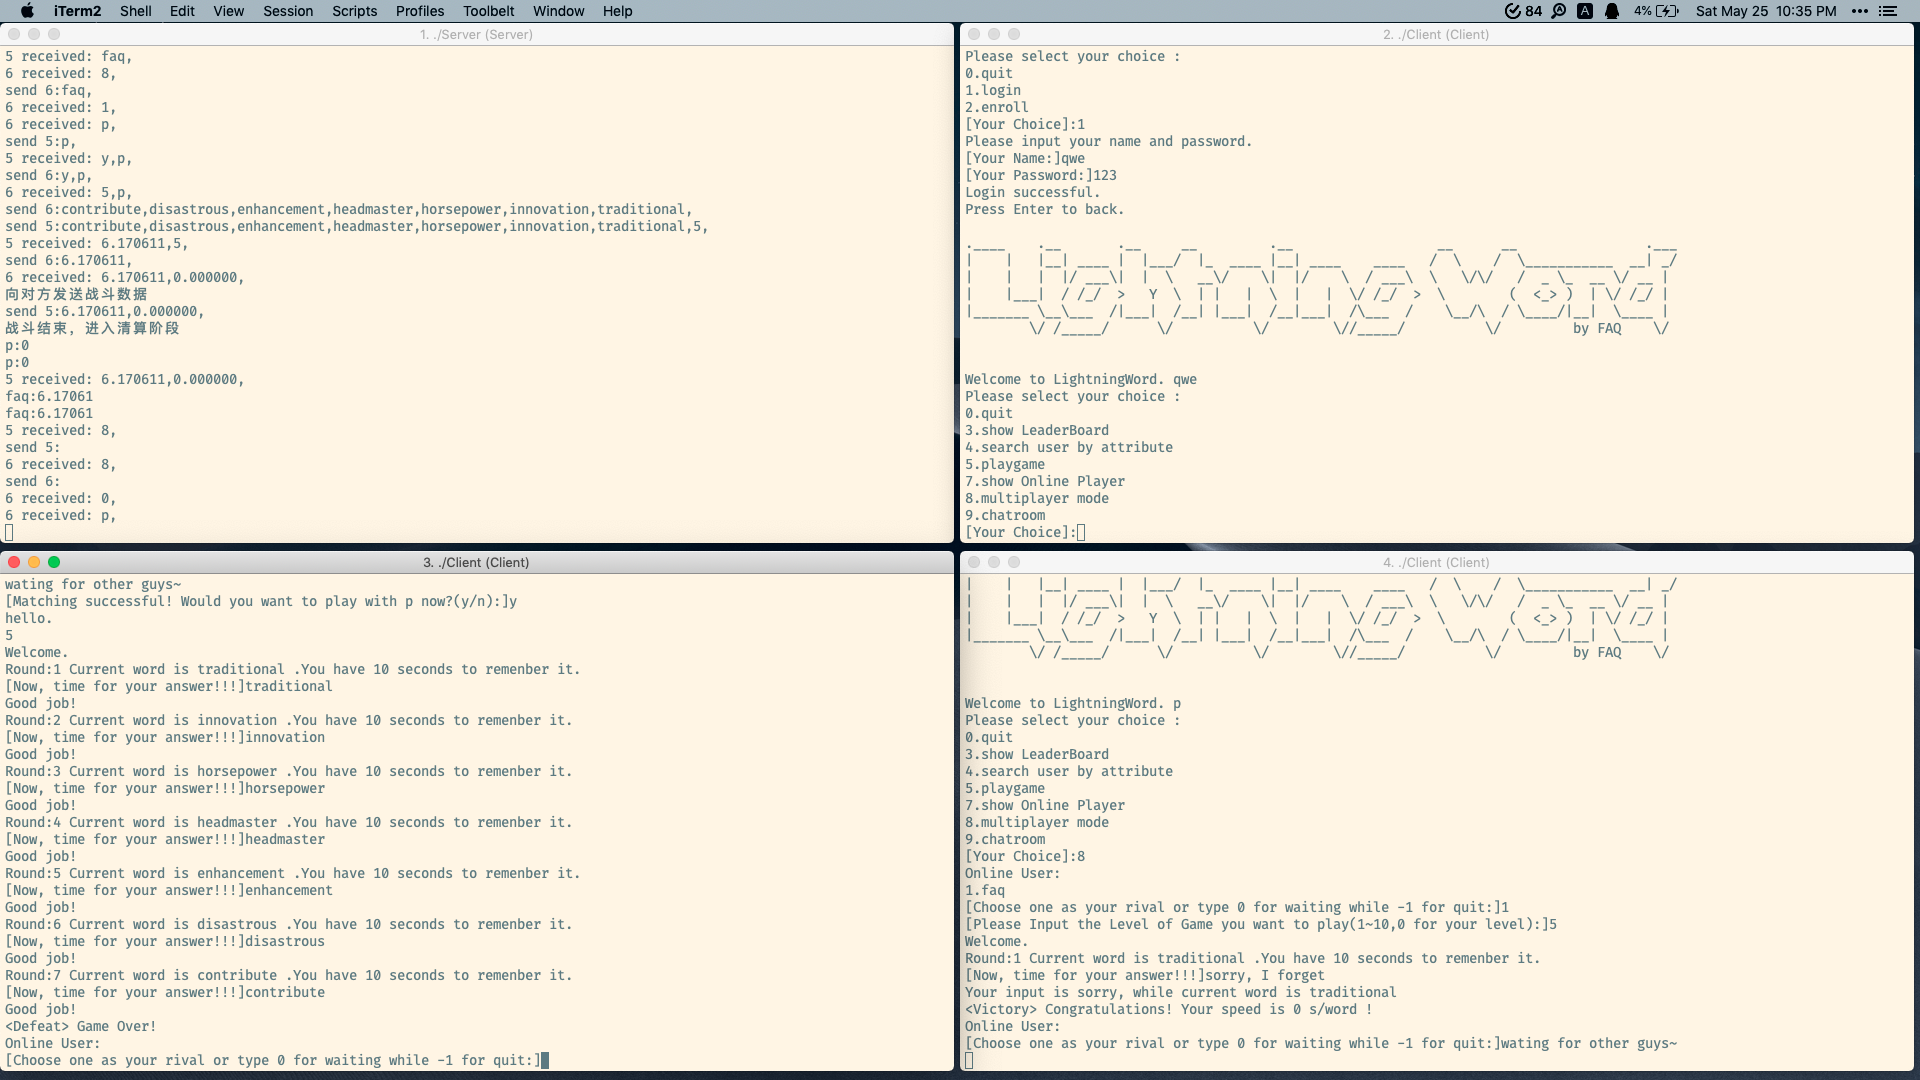 iTerm2 Shell Edit View Session Scripts Profiles Toolbelt Window Help 84 A 4% Sat May 25 10:35 PM
1. ./Server (Server)
5 received: faq,
6 received: 8,
send 6:faq,
6 received: 1,
6 received: p,
send 5:p,
5 received: y,p,
send 6:y,p,
6 received: 5,p,
send 6:contribute,disastrous,enhancement,headmaster,horsepower,innovation,traditional,
send 5:contribute,disastrous,enhancement,headmaster,horsepower,innovation,traditional,5,
5 received: 6.170611,5,
send 6:6.170611,
6 received: 6.170611,0.000000,
向对方发送战斗数据
send 5:6.170611,0.000000,
战斗结束, 进入清算阶段
p:0
p:0
5 received: 6.170611,0.000000,
faq:6.17061
faq:6.17061
5 received: 8,
send 5:
6 received: 8,
send 6:
6 received: 0,
6 received: p,
2. ./Client (Client)
Please select your choice :
0.quit
1.login
2.enroll
[Your Choice]:1
Please input your name and password.
[Your Name:]qwe
[Your Password:]123
Login successful.
Press Enter to back.
Lightning Word
by FAQ
Welcome to LightningWord. qwe
Please select your choice :
0.quit
3.show LeaderBoard
4.search user by attribute
5.playgame
7.show Online Player
8.multiplayer mode
9.chatroom
[Your Choice]:
3. ./Client (Client)
wating for other guys~
[Matching successful! Would you want to play with p now?(y/n):]y
hello.
5
Welcome.
Round:1 Current word is traditional .You have 10 seconds to remenber it.
[Now, time for your answer!!!]traditional
Good job!
Round:2 Current word is innovation .You have 10 seconds to remenber it.
[Now, time for your answer!!!]innovation
Good job!
Round:3 Current word is horsepower .You have 10 seconds to remenber it.
[Now, time for your answer!!!]horsepower
Good job!
Round:4 Current word is headmaster .You have 10 seconds to remenber it.
[Now, time for your answer!!!]headmaster
Good job!
Round:5 Current word is enhancement .You have 10 seconds to remenber it.
[Now, time for your answer!!!]enhancement
Good job!
Round:6 Current word is disastrous .You have 10 seconds to remenber it.
[Now, time for your answer!!!]disastrous
Good job!
Round:7 Current word is contribute .You have 10 seconds to remenber it.
[Now, time for your answer!!!]contribute
Good job!
<Defeat> Game Over!
Online User:
[Choose one as your rival or type 0 for waiting while -1 for quit:]
4. ./Client (Client)
Lightning Word
by FAQ
Welcome to LightningWord. p
Please select your choice :
0.quit
3.show LeaderBoard
4.search user by attribute
5.playgame
7.show Online Player
8.multiplayer mode
9.chatroom
[Your Choice]:8
Online User:
1.faq
[Choose one as your rival or type 0 for waiting while -1 for quit:]1
[Please Input the Level of Game you want to play(1~10,0 for your level):]5
Welcome.
Round:1 Current word is traditional .You have 10 seconds to remenber it.
[Now, time for your answer!!!]sorry, I forget
Your input is sorry, while current word is traditional
<Victory> Congratulations! Your speed is 0 s/word !
Online User:
[Choose one as your rival or type 0 for waiting while -1 for quit:]wating for other guys~